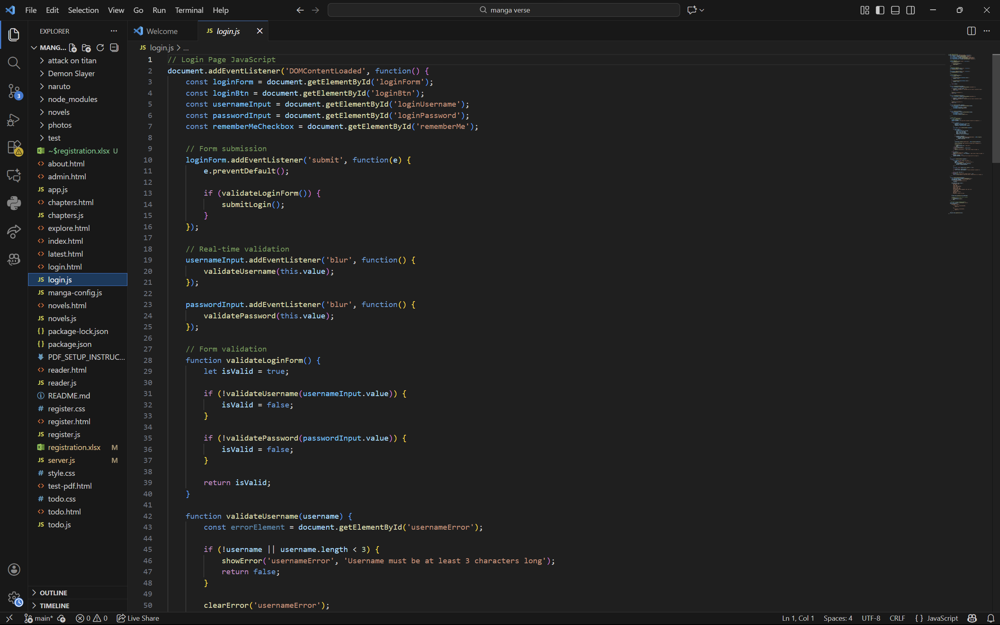 File Edit Selection View Go Run Terminal Help
manga verse
EXPLORER
MANG...
attack on titan
Demon Slayer
naruto
node_modules
novels
photos
test
~$registration.xlsx U
about.html
admin.html
JS app.js
chapters.html
JS chapters.js
explore.html
index.html
latest.html
login.html
JS login.js
JS manga-config.js
novels.html
JS novels.js
{} package-lock.json
{} package.json
PDF_SETUP_INSTRUC...
reader.html
JS reader.js
README.md
# register.css
register.html
JS register.js
registration.xlsx M
JS server.js M
# style.css
test-pdf.html
# todo.css
todo.html
JS todo.js
OUTLINE
TIMELINE
3
Welcome
JS login.js
JS login.js > ...
1 // Login Page JavaScript
2 document.addEventListener('DOMContentLoaded', function() {
3 const loginForm = document.getElementById('loginForm');
4 const loginBtn = document.getElementById('loginBtn');
5 const usernameInput = document.getElementById('loginUsername');
6 const passwordInput = document.getElementById('loginPassword');
7 const rememberMeCheckbox = document.getElementById('rememberMe');
8
9 // Form submission
10 loginForm.addEventListener('submit', function(e) {
11 e.preventDefault();
12
13 if (validateLoginForm()) {
14 submitLogin();
15 }
16 });
17
18 // Real-time validation
19 usernameInput.addEventListener('blur', function() {
20 validateUsername(this.value);
21 });
22
23 passwordInput.addEventListener('blur', function() {
24 validatePassword(this.value);
25 });
26
27 // Form validation
28 function validateLoginForm() {
29 let isValid = true;
30
31 if (!validateUsername(usernameInput.value)) {
32 isValid = false;
33 }
34
35 if (!validatePassword(passwordInput.value)) {
36 isValid = false;
37 }
38
39 return isValid;
40 }
41
42 function validateUsername(username) {
43 const errorElement = document.getElementById('usernameError');
44
45 if (!username || username.length < 3) {
46 showError('usernameError', 'Username must be at least 3 characters long');
47 return false;
48 }
49
50 clearError('usernameError');
main* 0 0 Live Share
Ln 1, Col 1 Spaces: 4 UTF-8 CRLF {} JavaScript